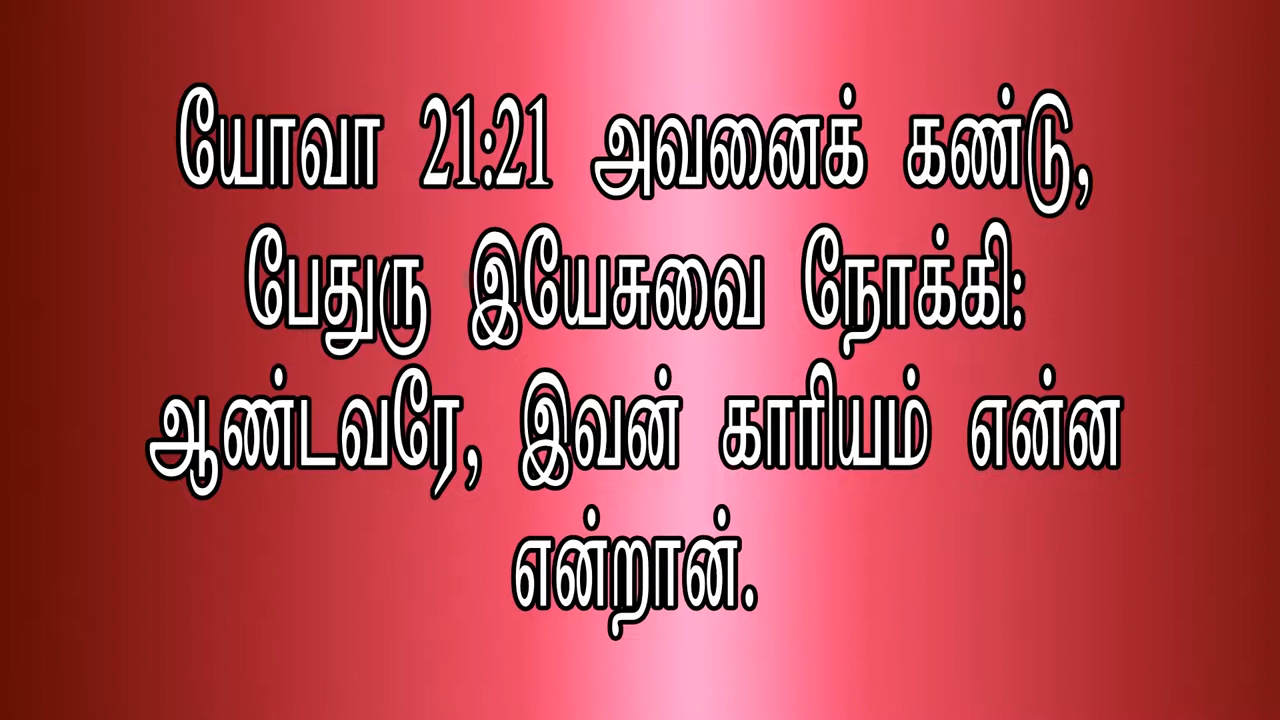 யோவா 21:21 அவனைக் கண்டு,
பேதுரு இயேசுவை நோக்கி:
ஆண்டவரே, இவன் காரியம் என்ன
என்றான்.